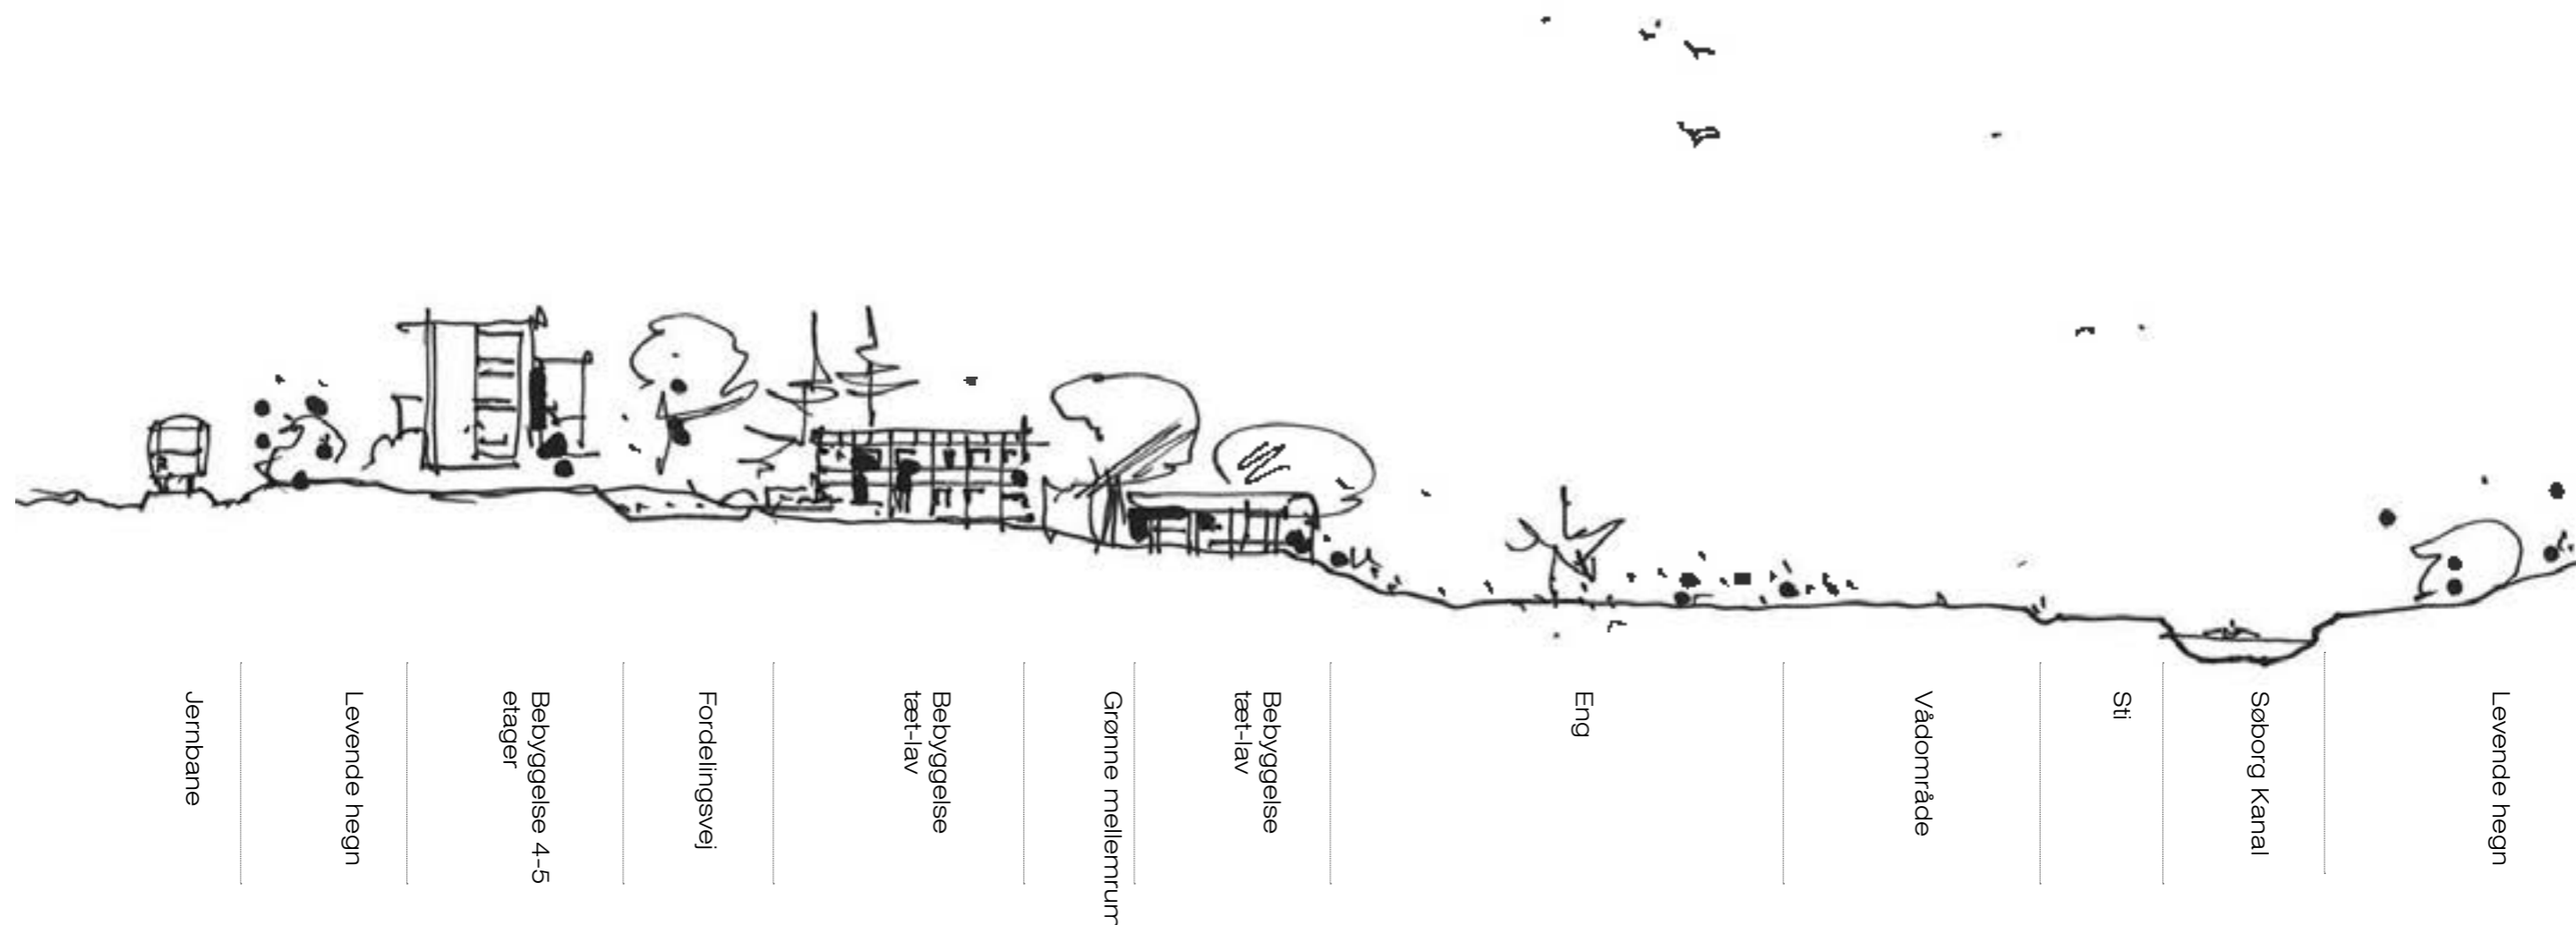 Jernbane
Levende hegn
Bebyggelse 4-5
etager
Fordelingsvej
Bebyggelse
tæt-lav
Grønne mellemrum
Bebyggelse
tæt-lav
Eng
Vådområde
Sti
Søborg Kanal
Levende hegn